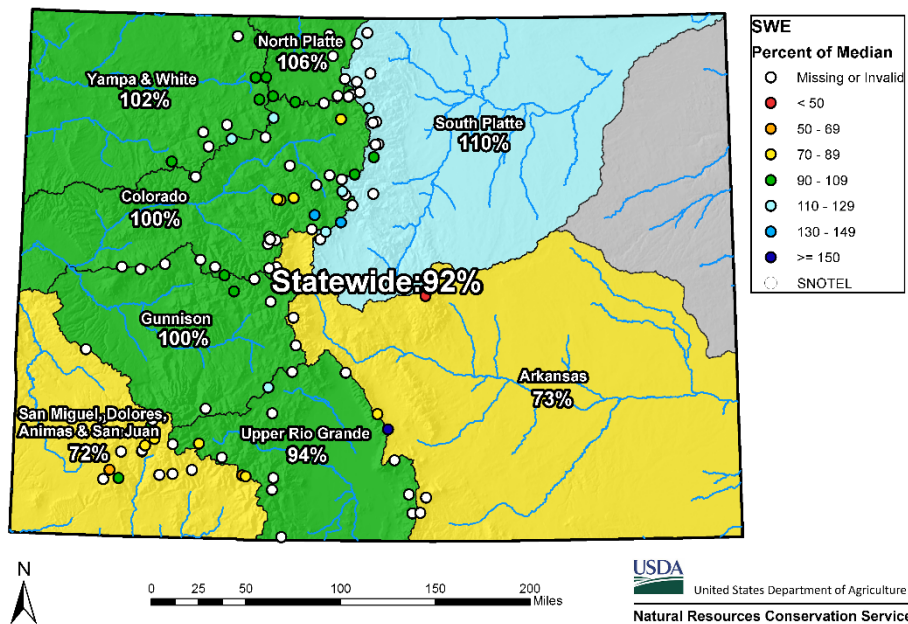 North Platte
106%
Yampa & White
102%
South Platte
110%
Colorado
100%
Statewide:92%
Gunnison
100%
Arkansas
73%
San Miguel, Dolores,
Animas & San Juan
72%
Upper Rio Grande
94%
SWE
Percent of Median
Missing or Invalid
< 50
50 - 69
70 - 89
90 - 109
110 - 129
130 - 149
>= 150
SNOTEL
N
0 25 50 100 150 200
Miles
USDA
United States Department of Agriculture
Natural Resources Conservation Service